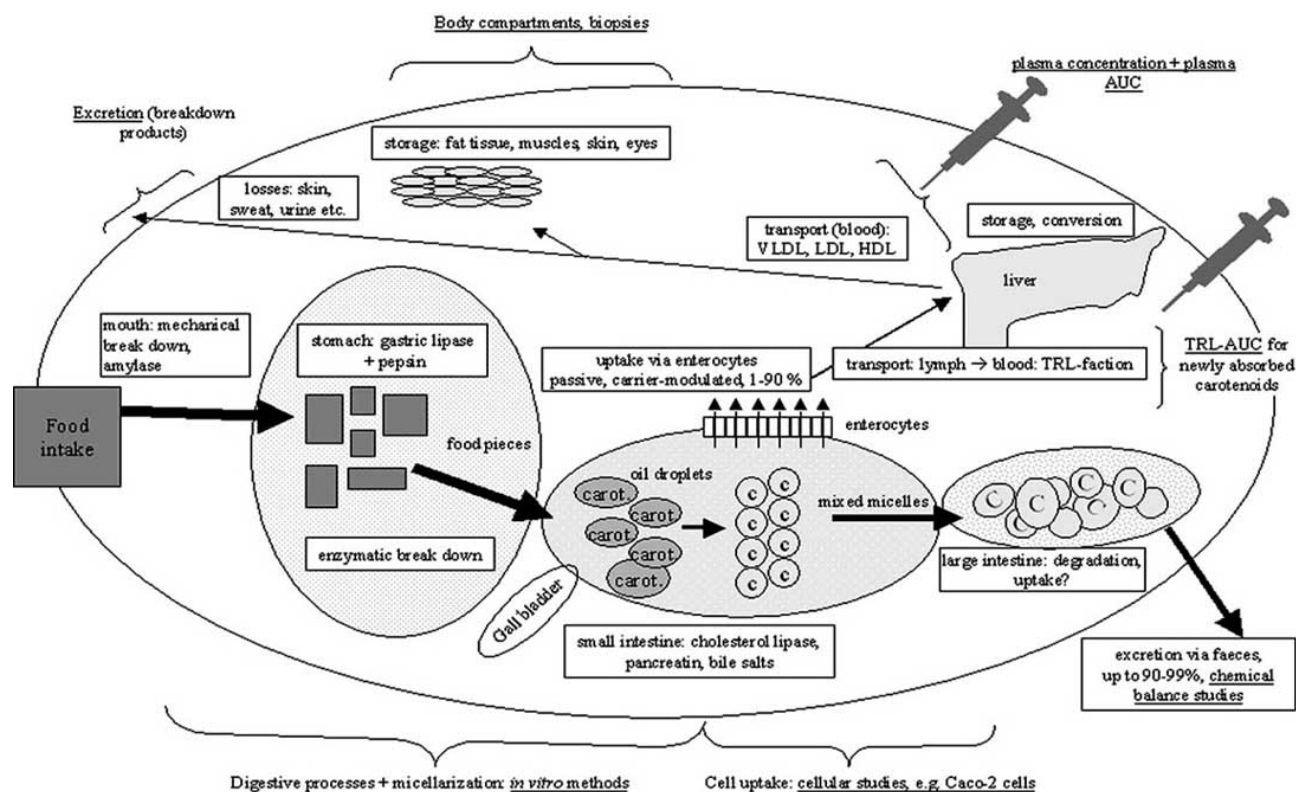 Body compartments, biopsies
plasma concentration + plasma
AUC
Excretion (breakdown
products)
storage: fat tissue, muscles, skin, eyes
losses: skin,
sweat, urine etc.
transport (blood):
VLDL, LDL, HDL
storage, conversion
liver
mouth: mechanical
break down,
amylase
stomach: gastric lipase
+ pepsin
uptake via enterocytes
passive, carrier-modulated, 1-90 %
transport: lymph → blood: TRL-faction
TRL-AUC for
newly absorbed
carotenoids
Food
intake
food pieces
enterocytes
oil droplets
carot.
carot.
carot.
carot.
carot.
c c
c c
c c
c c
mixed micelles
C C C
C C
enzymatic break down
Gall bladder
large intestine: degradation,
uptake?
small intestine: cholesterol lipase,
pancreatin, bile salts
excretion via faeces,
up to 90-99%, chemical
balance studies
Digestive processes + micellarization: in vitro methods
Cell uptake: cellular studies, e.g. Caco-2 cells